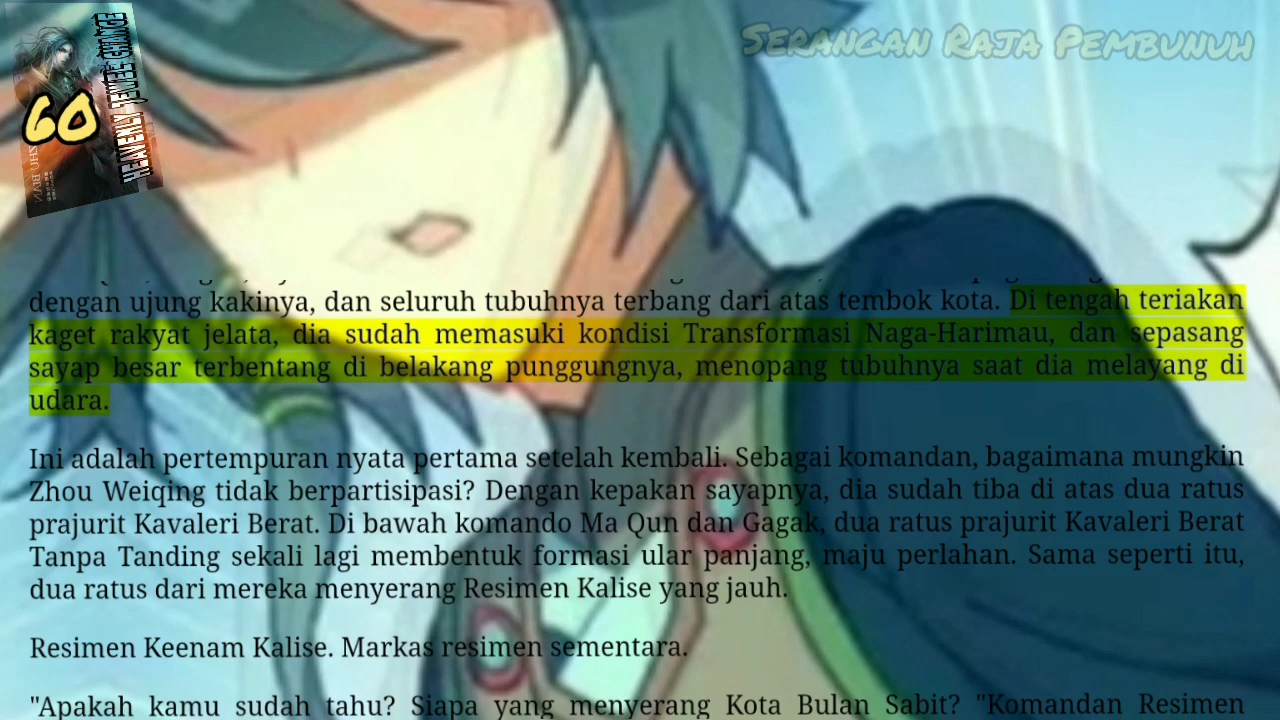 Serangan Raja Pembunuh
60
HEAVENLY JEWEL CHANGE
dengan ujung kakinya, dan seluruh tubuhnya terbang dari atas tembok kota. Di tengah teriakan
kaget rakyat jelata, dia sudah memasuki kondisi Transformasi Naga-Harimau, dan sepasang
sayap besar terbentang di belakang punggungnya, menopang tubuhnya saat dia melayang di
udara.
Ini adalah pertempuran nyata pertama setelah kembali. Sebagai komandan, bagaimana mungkin
Zhou Weiqing tidak berpartisipasi? Dengan kepakan sayapnya, dia sudah tiba di atas dua ratus
prajurit Kavaleri Berat. Di bawah komando Ma Qun dan Gagak, dua ratus prajurit Kavaleri Berat
Tanpa Tanding sekali lagi membentuk formasi ular panjang, maju perlahan. Sama seperti itu,
dua ratus dari mereka menyerang Resimen Kalise yang jauh.
Resimen Keenam Kalise. Markas resimen sementara.
"Apakah kamu sudah tahu? Siapa yang menyerang Kota Bulan Sabit? "Komandan Resimen